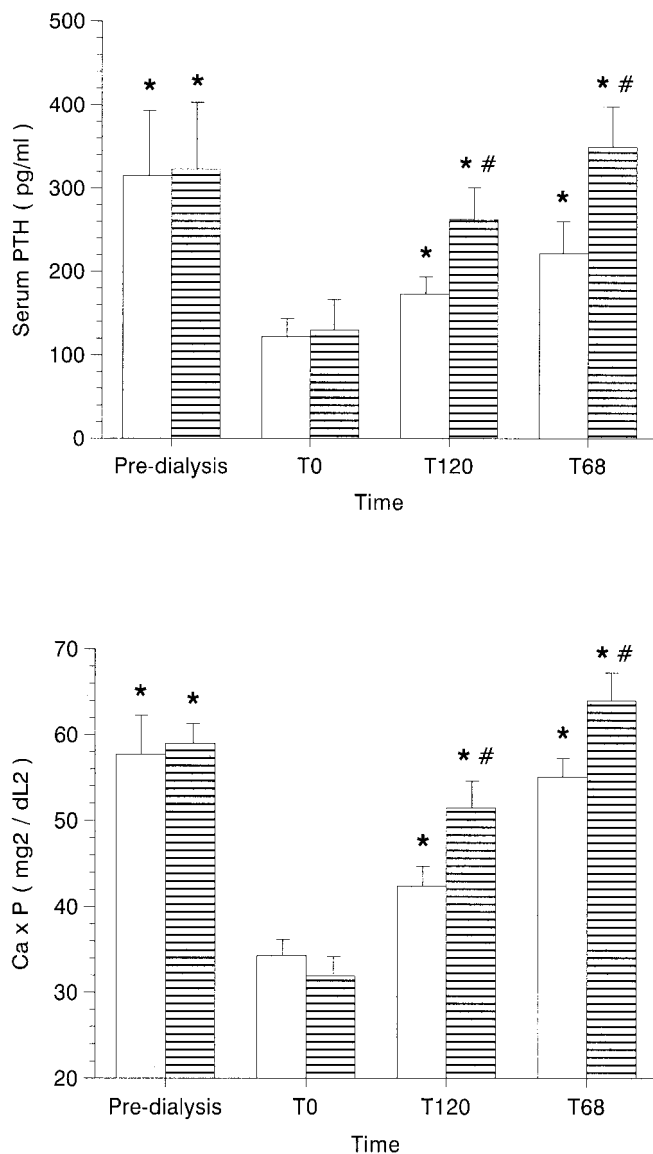 500
400
300
200
100
0
Serum PTH ( pg/ml )
* * * * # * * #
Pre-dialysis T0 T120 T68
Time
70
60
50
40
30
20
Ca x P ( mg2 / dL2 )
* * * * # * * #
Pre-dialysis T0 T120 T68
Time